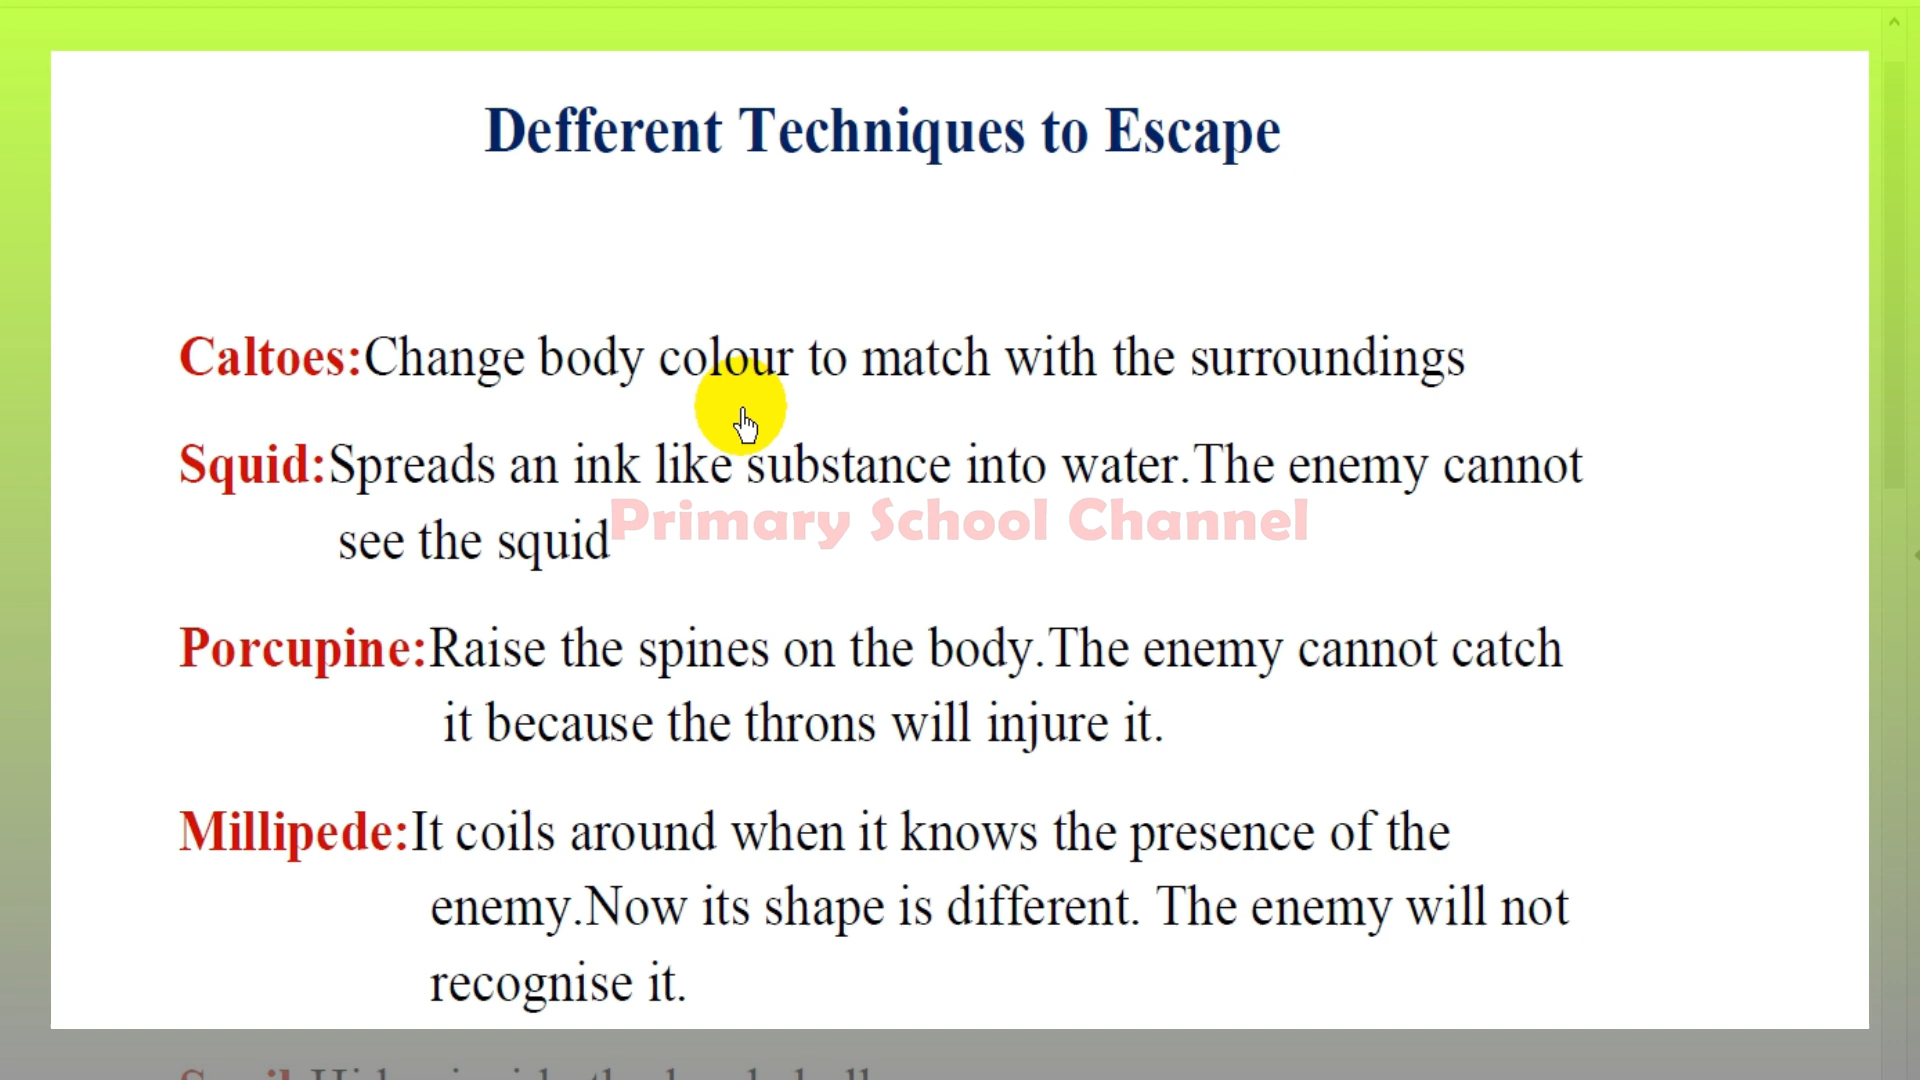 Defferent Techniques to Escape
Caltoes:Change body colour to match with the surroundings
Squid:Spreads an ink like substance into water.The enemy cannot
see the squid
Primary School Channel
Porcupine:Raise the spines on the body.The enemy cannot catch
it because the throns will injure it.
Millipede:It coils around when it knows the presence of the
enemy.Now its shape is different. The enemy will not
recognise it.